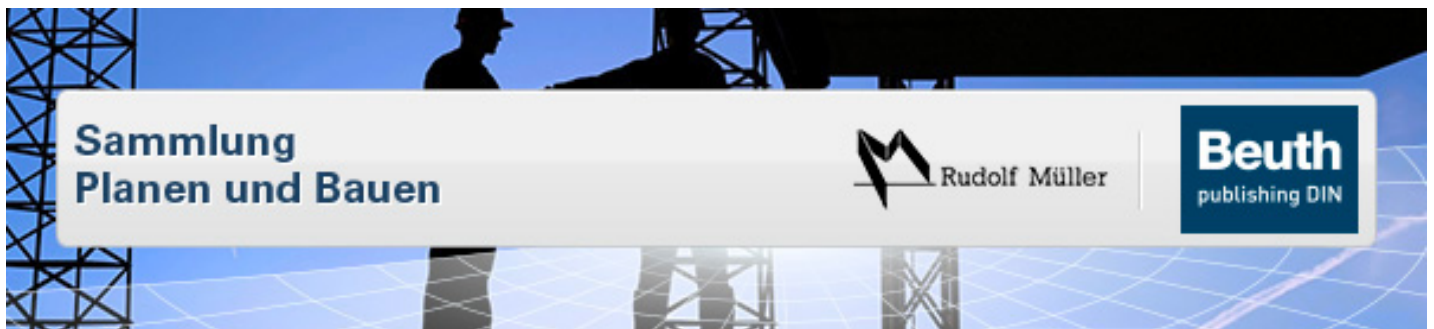 Sammlung
Planen und Bauen
Rudolf Müller
Beuth
publishing DIN